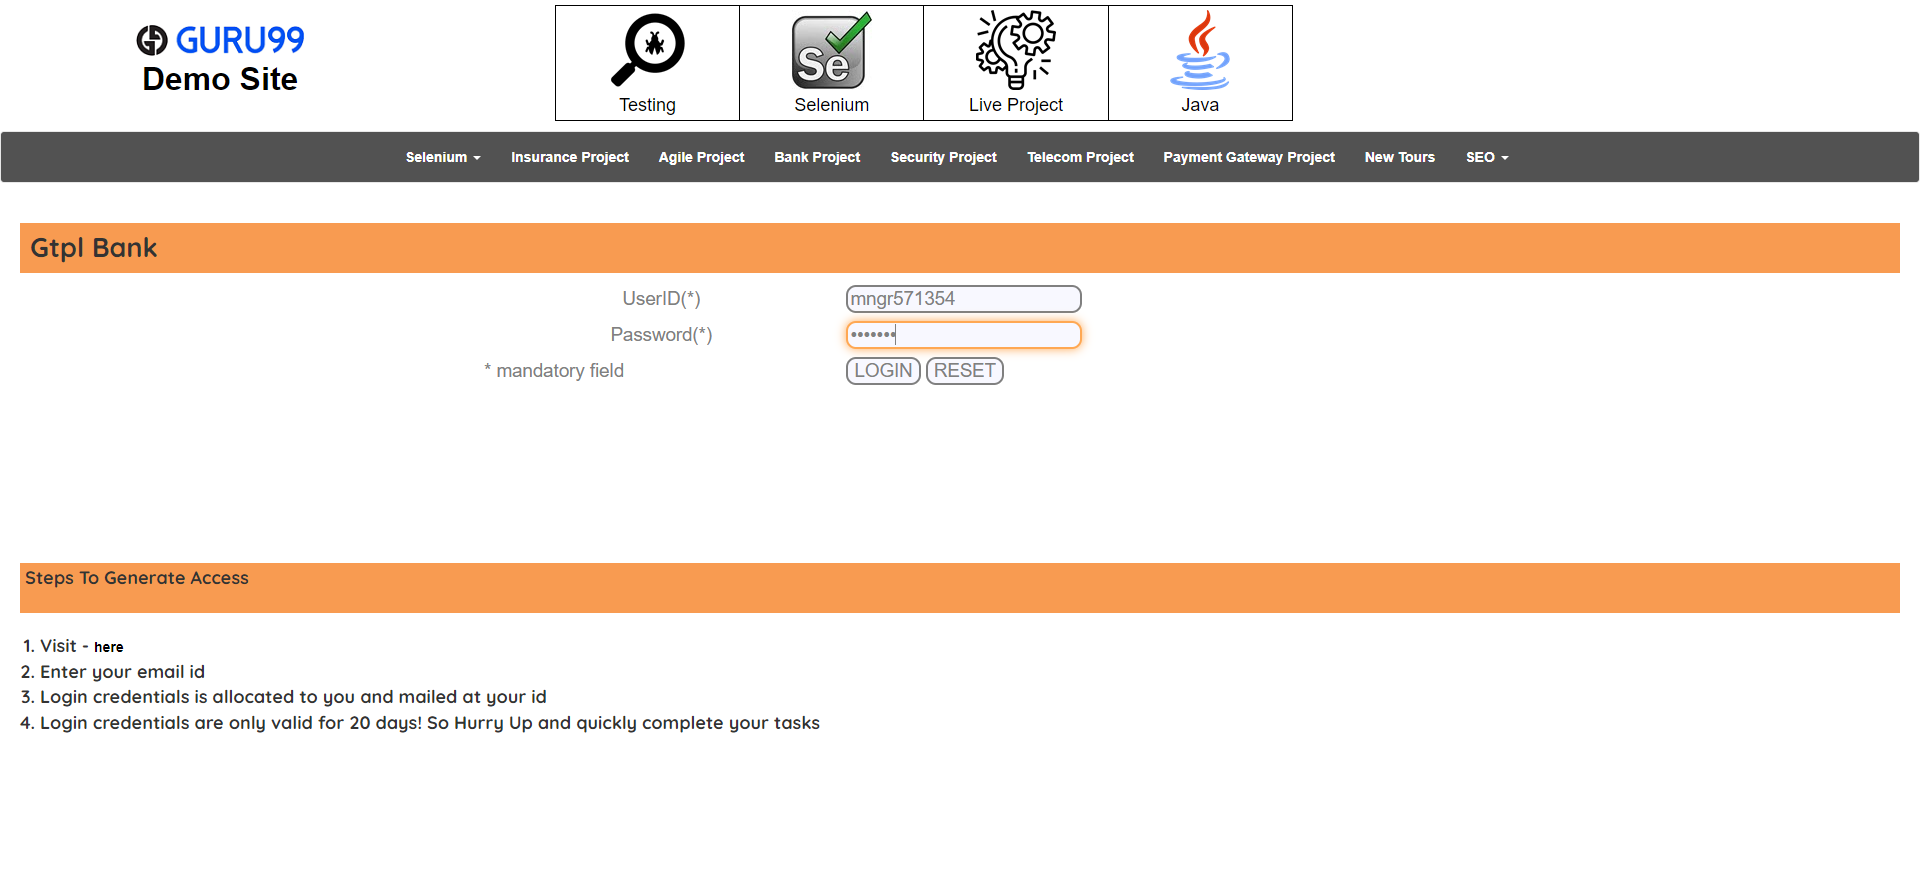 GURU99
Demo Site
Testing
Se
Selenium
Live Project
Java
Selenium
Insurance Project
Agile Project
Bank Project
Security Project
Telecom Project
Payment Gateway Project
New Tours
SEO
Gtpl Bank
UserID(*)
mngr571354
Password(*)
•••••••
* mandatory field
LOGIN
RESET
Steps To Generate Access
1. Visit - here
2. Enter your email id
3. Login credentials is allocated to you and mailed at your id
4. Login credentials are only valid for 20 days! So Hurry Up and quickly complete your tasks